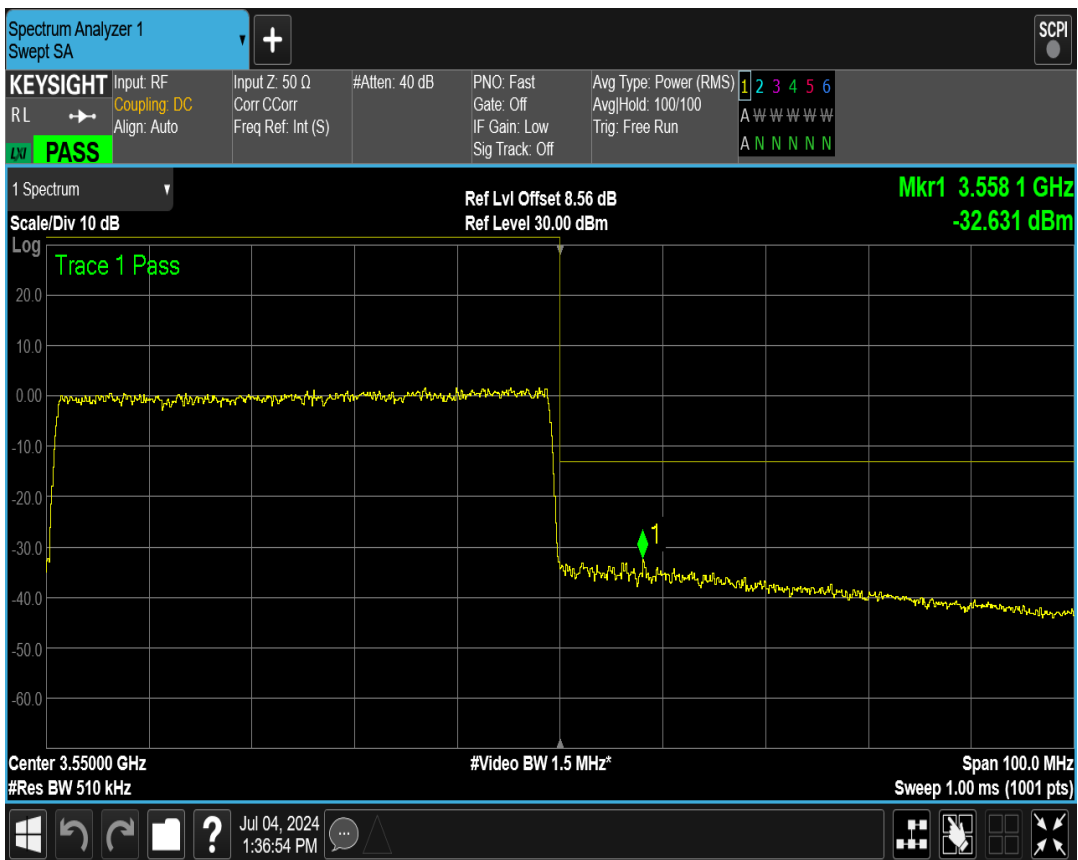 Spectrum Analyzer 1
Swept SA
SCPI
KEYSIGHT
RL
LXI PASS
Input: RF
Coupling: DC
Align: Auto
Input Z: 50 Ω
Corr CCorr
Freq Ref: Int (S)
#Atten: 40 dB
PNO: Fast
Gate: Off
IF Gain: Low
Sig Track: Off
Avg Type: Power (RMS)
Avg|Hold: 100/100
Trig: Free Run
1 2 3 4 5 6
A W W W W W
A N N N N N
1 Spectrum
Scale/Div 10 dB
Ref Lvl Offset 8.56 dB
Ref Level 30.00 dBm
Mkr1 3.558 1 GHz
-32.631 dBm
Log
Trace 1 Pass
20.0
10.0
0.00
-10.0
-20.0
-30.0
-40.0
-50.0
-60.0
1
Center 3.55000 GHz
#Res BW 510 kHz
#Video BW 1.5 MHz*
Span 100.0 MHz
Sweep 1.00 ms (1001 pts)
?
Jul 04, 2024
1:36:54 PM